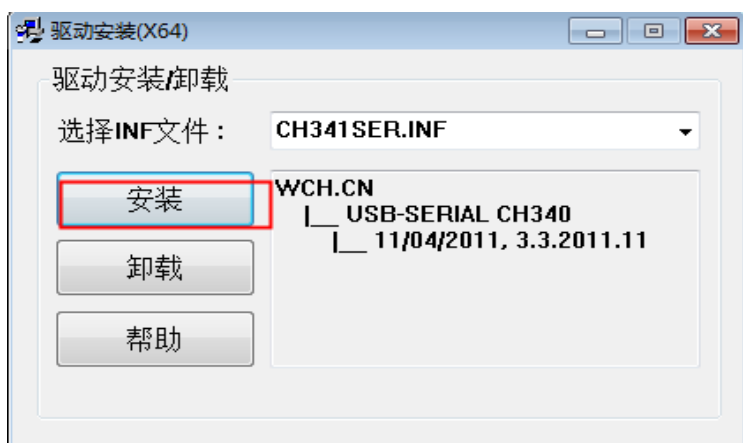 驱动安装(X64)
驱动安装/卸载
选择INF文件：
CH341SER.INF
安装
WCH.CN
|__ USB-SERIAL CH340
|__ 11/04/2011, 3.3.2011.11
卸载
帮助